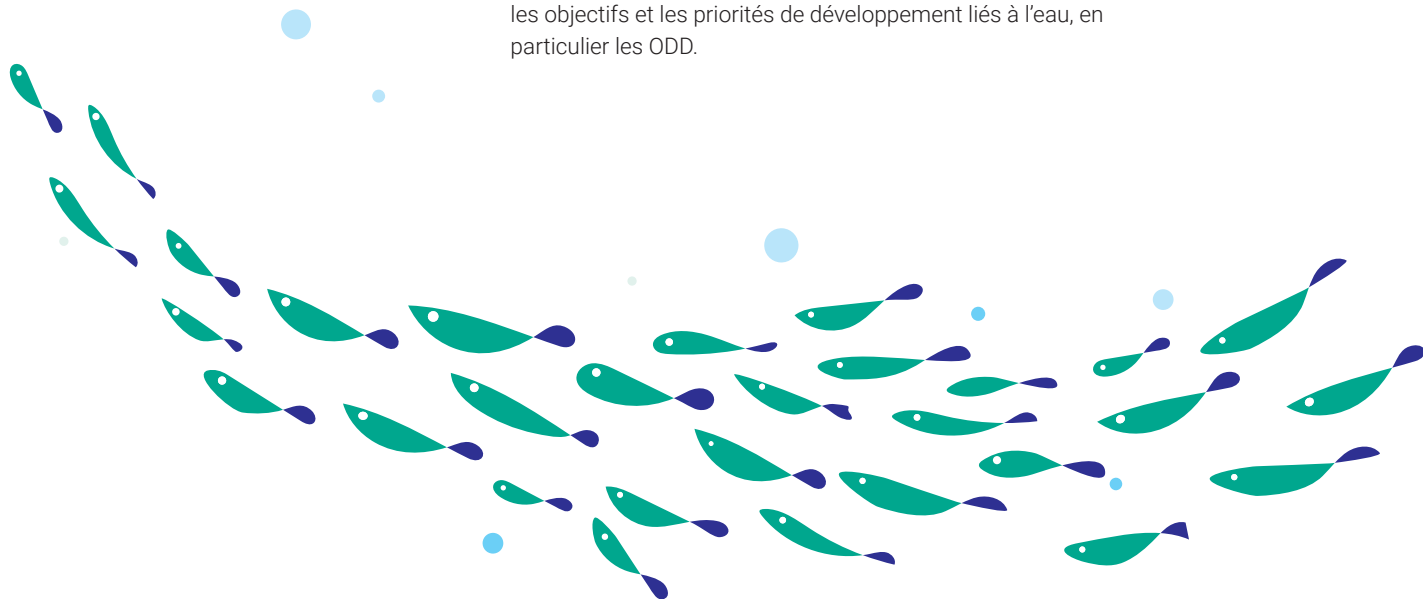 les objectifs et les priorités de développement liés à l’eau, en
particulier les ODD.